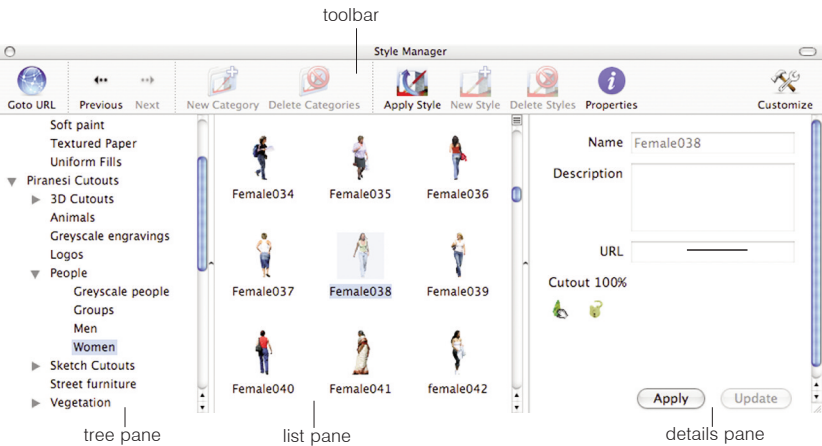 toolbar
Style Manager
Goto URL Previous Next New Category Delete Categories Apply Style New Style Delete Styles Properties Customize
Soft paint
Textured Paper
Uniform Fills
Piranesi Cutouts
3D Cutouts
Animals
Greyscale engravings
Logos
People
Greyscale people
Groups
Men
Women
Sketch Cutouts
Street furniture
Vegetation
Female034 Female035 Female036
Female037 Female038 Female039
Female040 Female041 female042
Name Female038
Description
URL
Cutout 100%
Apply Update
tree pane list pane details pane